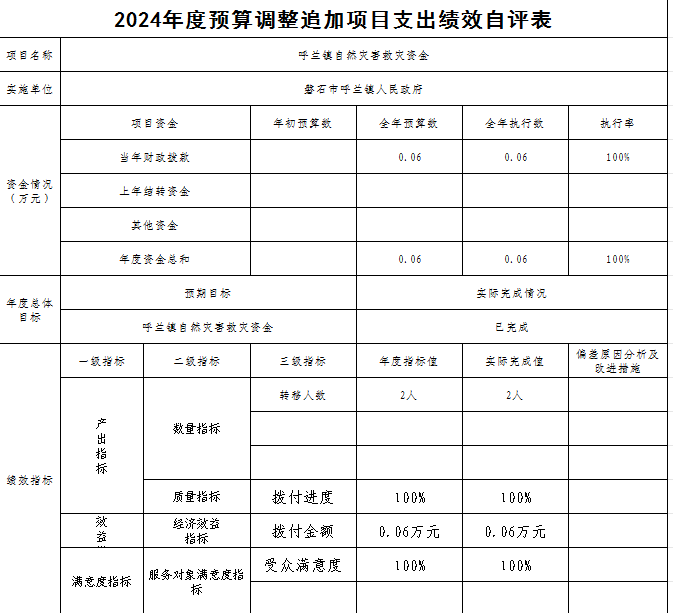 2024年度预算调整追加项目支出绩效自评表
项目名称 呼兰镇自然灾害救灾资金
实施单位 磐石市呼兰镇人民政府
资金情况
（万元）
项目资金 年初预算数 全年预算数 全年执行数 执行率
当年财政拨款 0.06 0.06 100%
上年结转资金
其他资金
年度资金总和 0.06 0.06 100%
年度总体
目标
预期目标 实际完成情况
呼兰镇自然灾害救灾资金 已完成
绩效指标
一级指标 二级指标 三级指标 年度指标值 实际完成值 偏差原因分析及
改进措施
产
出
指
标
数量指标 转移人数 2人 2人
质量指标 拨付进度 100% 100%
效
益
经济效益
指标
拨付金额 0.06万元 0.06万元
满意度指标 服务对象满意度指
标
受众满意度 100% 100%